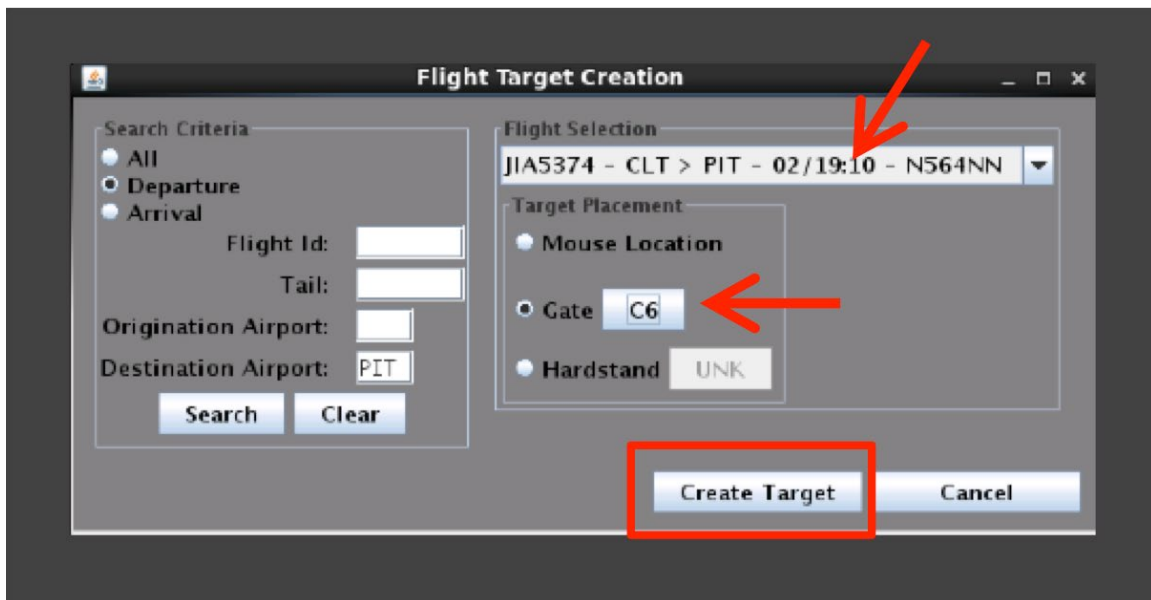 Flight Target Creation
Search Criteria
All
Departure
Arrival
Flight Id:
Tail:
Origination Airport:
Destination Airport: PIT
Search Clear
Flight Selection
JIA5374 - CLT > PIT - 02/19:10 - N564NN
Target Placement
Mouse Location
Gate C6
Hardstand UNK
Create Target Cancel